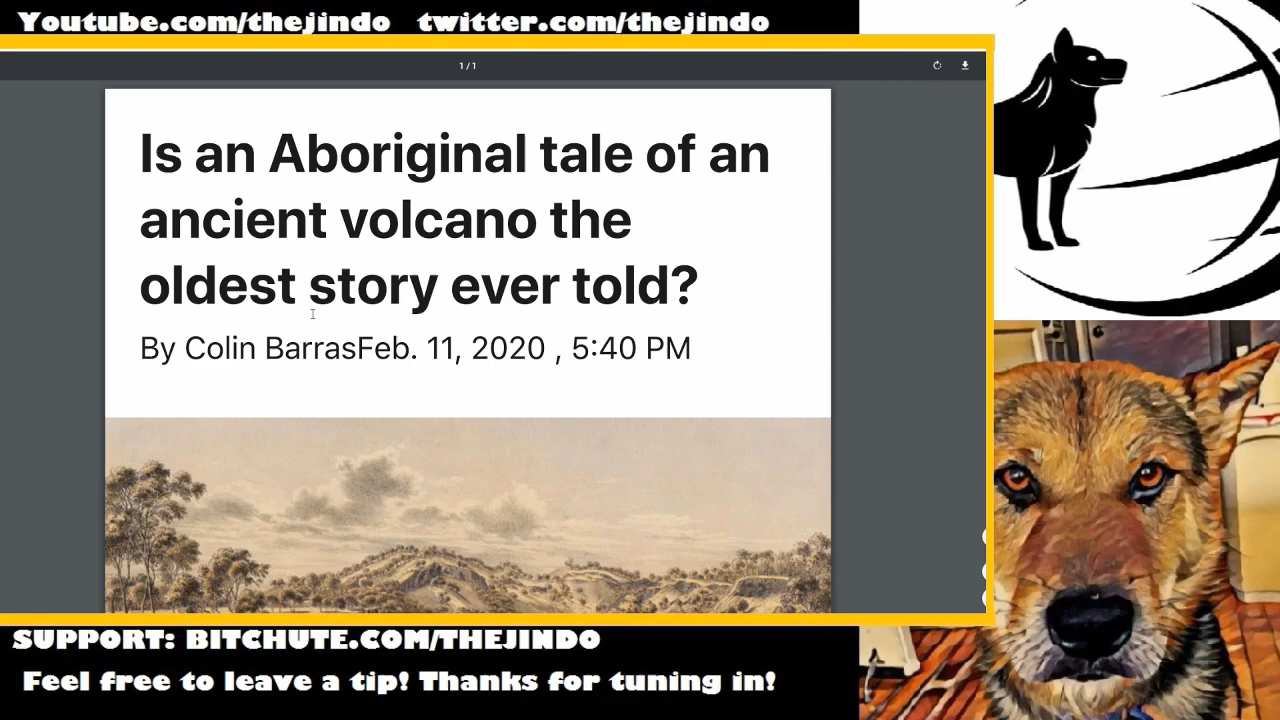 Youtube.com/thejindo twitter.com/thejindo
1/1
Is an Aboriginal tale of an
ancient volcano the
oldest story ever told?
By Colin BarrasFeb. 11, 2020 , 5:40 PM
SUPPORT: BITCHUTE.COM/THEJINDO
Feel free to leave a tip! Thanks for tuning in!